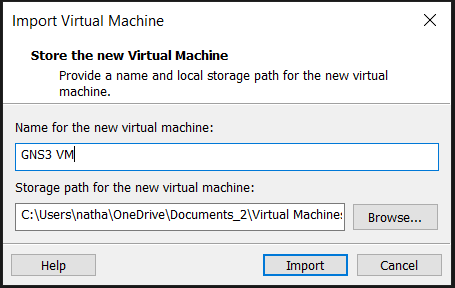 Import Virtual Machine
Store the new Virtual Machine
Provide a name and local storage path for the new virtual
machine.
Name for the new virtual machine:
GNS3 VM
Storage path for the new virtual machine:
C:\Users\natha\OneDrive\Documents_2\Virtual Machines
Browse...
Help
Import
Cancel